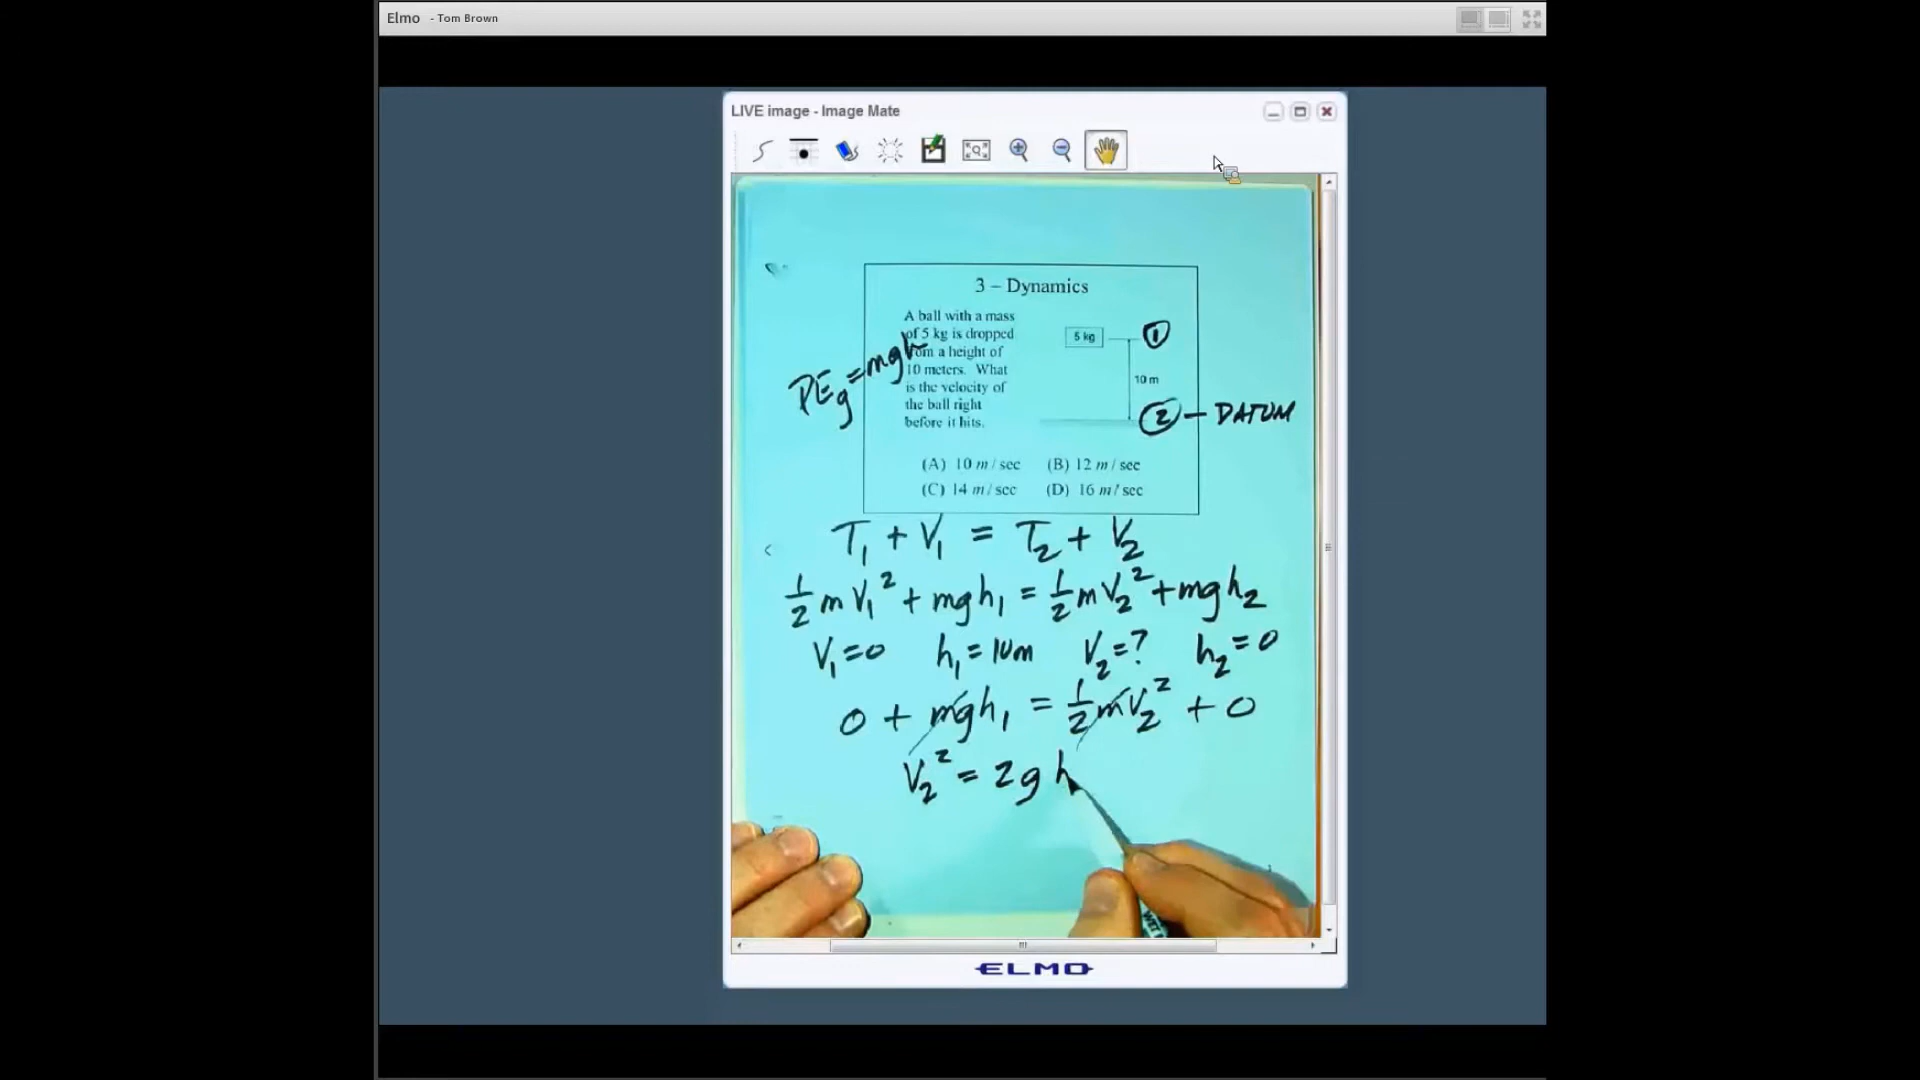 Elmo - Tom Brown
LIVE image - Image Mate
3 – Dynamics
A ball with a mass
of 5 kg is dropped
from a height of
10 meters. What
is the velocity of
the ball right
before it hits.
5 kg
①
10 m
② — DATUM
PEg = mgh
(A) 10 m/sec (B) 12 m/sec
(C) 14 m/sec (D) 16 m/sec
T₁ + V₁ = T₂ + V₂
½mV₁² + mgh₁ = ½mV₂² + mgh₂
V₁=0 h₁=10m V₂=? h₂=0
0 + mgh₁ = ½mV₂² + 0
V₂² = 2gh
ELMO